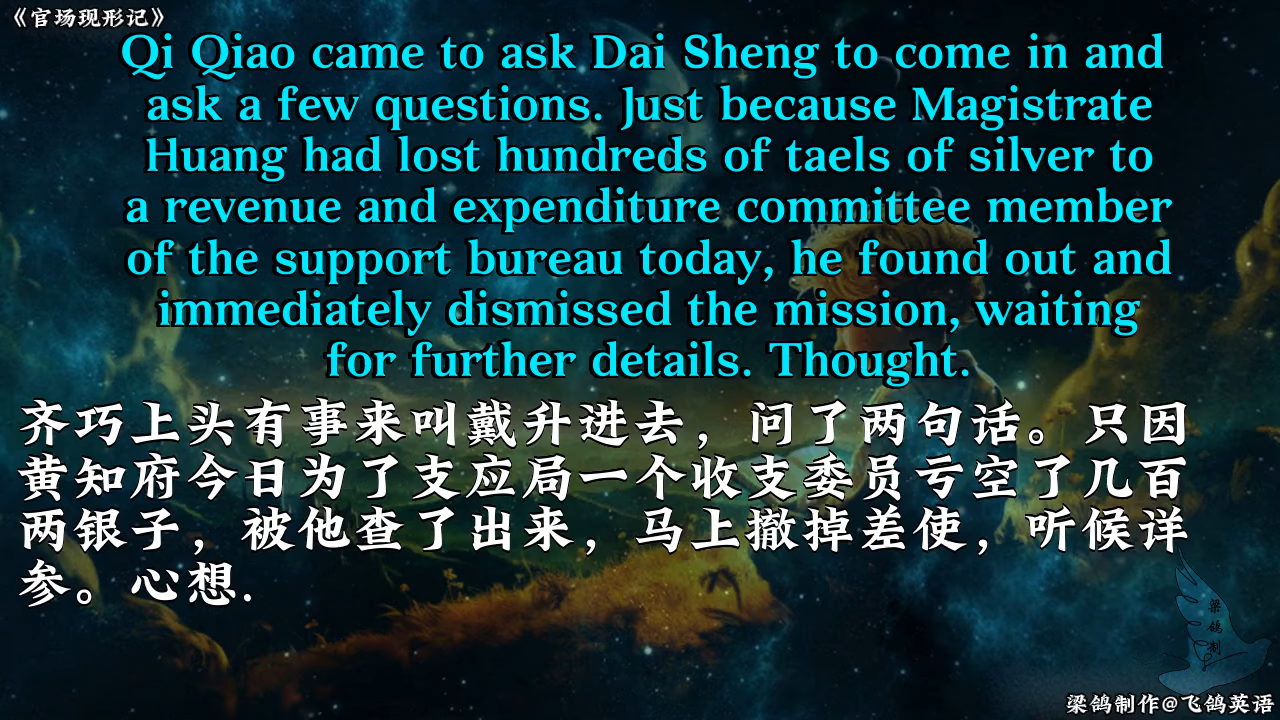 《官场现形记》
Qi Qiao came to ask Dai Sheng to come in and
ask a few questions. Just because Magistrate
Huang had lost hundreds of taels of silver to
a revenue and expenditure committee member
of the support bureau today, he found out and
immediately dismissed the mission, waiting
for further details. Thought.
齐巧上头有事来叫戴升进去，问了两句话。只因
黄知府今日为了支应局一个收支委员亏空了几百
两银子，被他查了出来，马上撤掉差使，听候详
参。心想.
梁
鸽
制
梁鸽制作@飞鸽英语